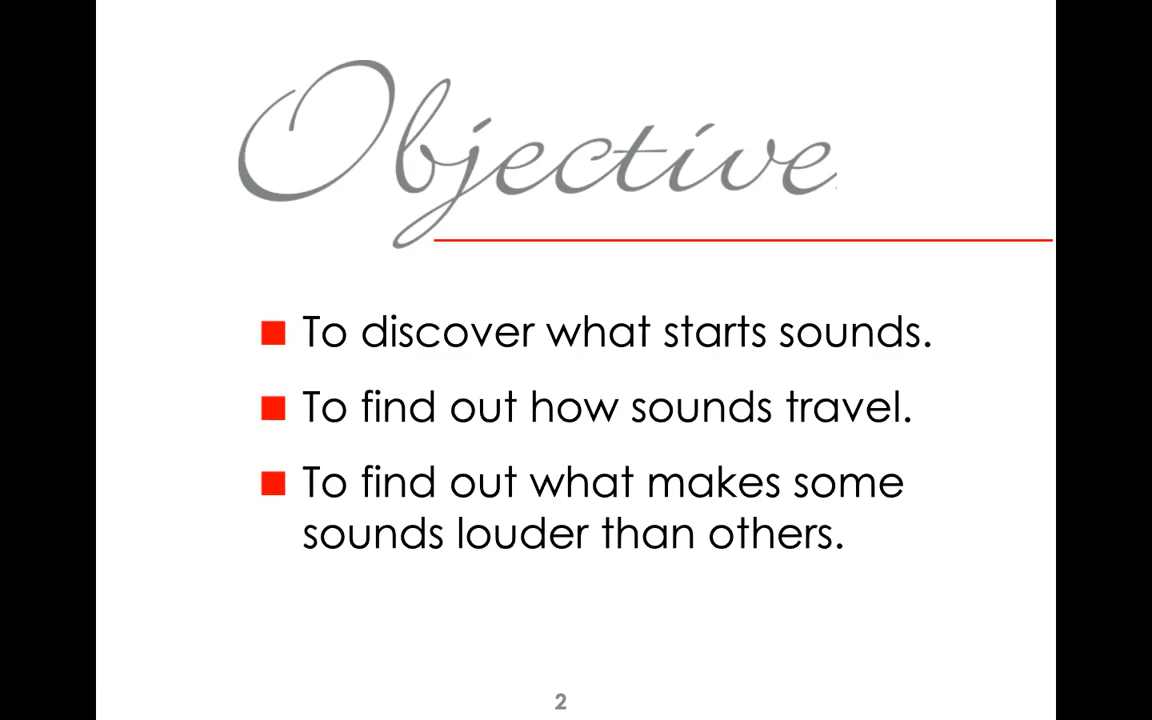 Objective
To discover what starts sounds.
To find out how sounds travel.
To find out what makes some
sounds louder than others.
2